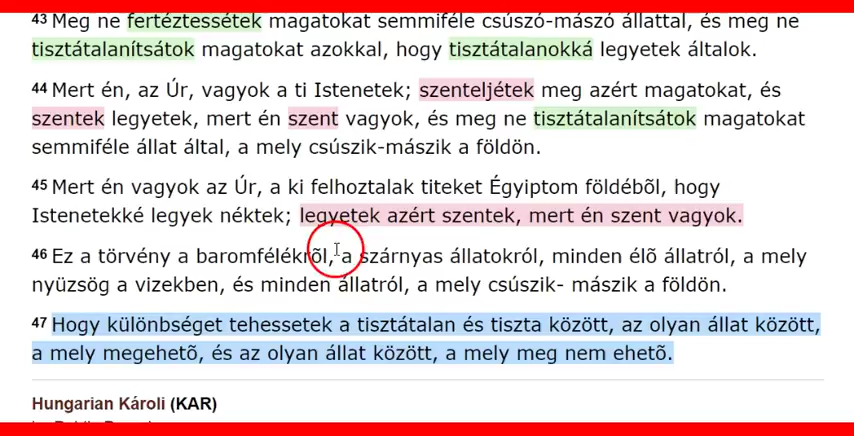 43 Meg ne fertéztessétek magatokat semmiféle csúszó-mászó állattal, és meg ne
tisztátalanítsátok magatokat azokkal, hogy tisztátalanokká legyetek általok.
44 Mert én, az Úr, vagyok a ti Istenetek; szenteljétek meg azért magatokat, és
szentek legyetek, mert én szent vagyok, és meg ne tisztátalanítsátok magatokat
semmiféle állat által, a mely csúszik-mászik a földön.
45 Mert én vagyok az Úr, a ki felhoztalak titeket Égyiptom földébõl, hogy
Istenetekké legyek néktek; legyetek azért szentek, mert én szent vagyok.
46 Ez a törvény a baromfélékrõl, a szárnyas állatokról, minden élõ állatról, a mely
nyüzsög a vizekben, és minden állatról, a mely csúszik- mászik a földön.
47 Hogy különbséget tehessetek a tisztátalan és tiszta között, az olyan állat között,
a mely megehetõ, és az olyan állat között, a mely meg nem ehetõ.
Hungarian Károli (KAR)